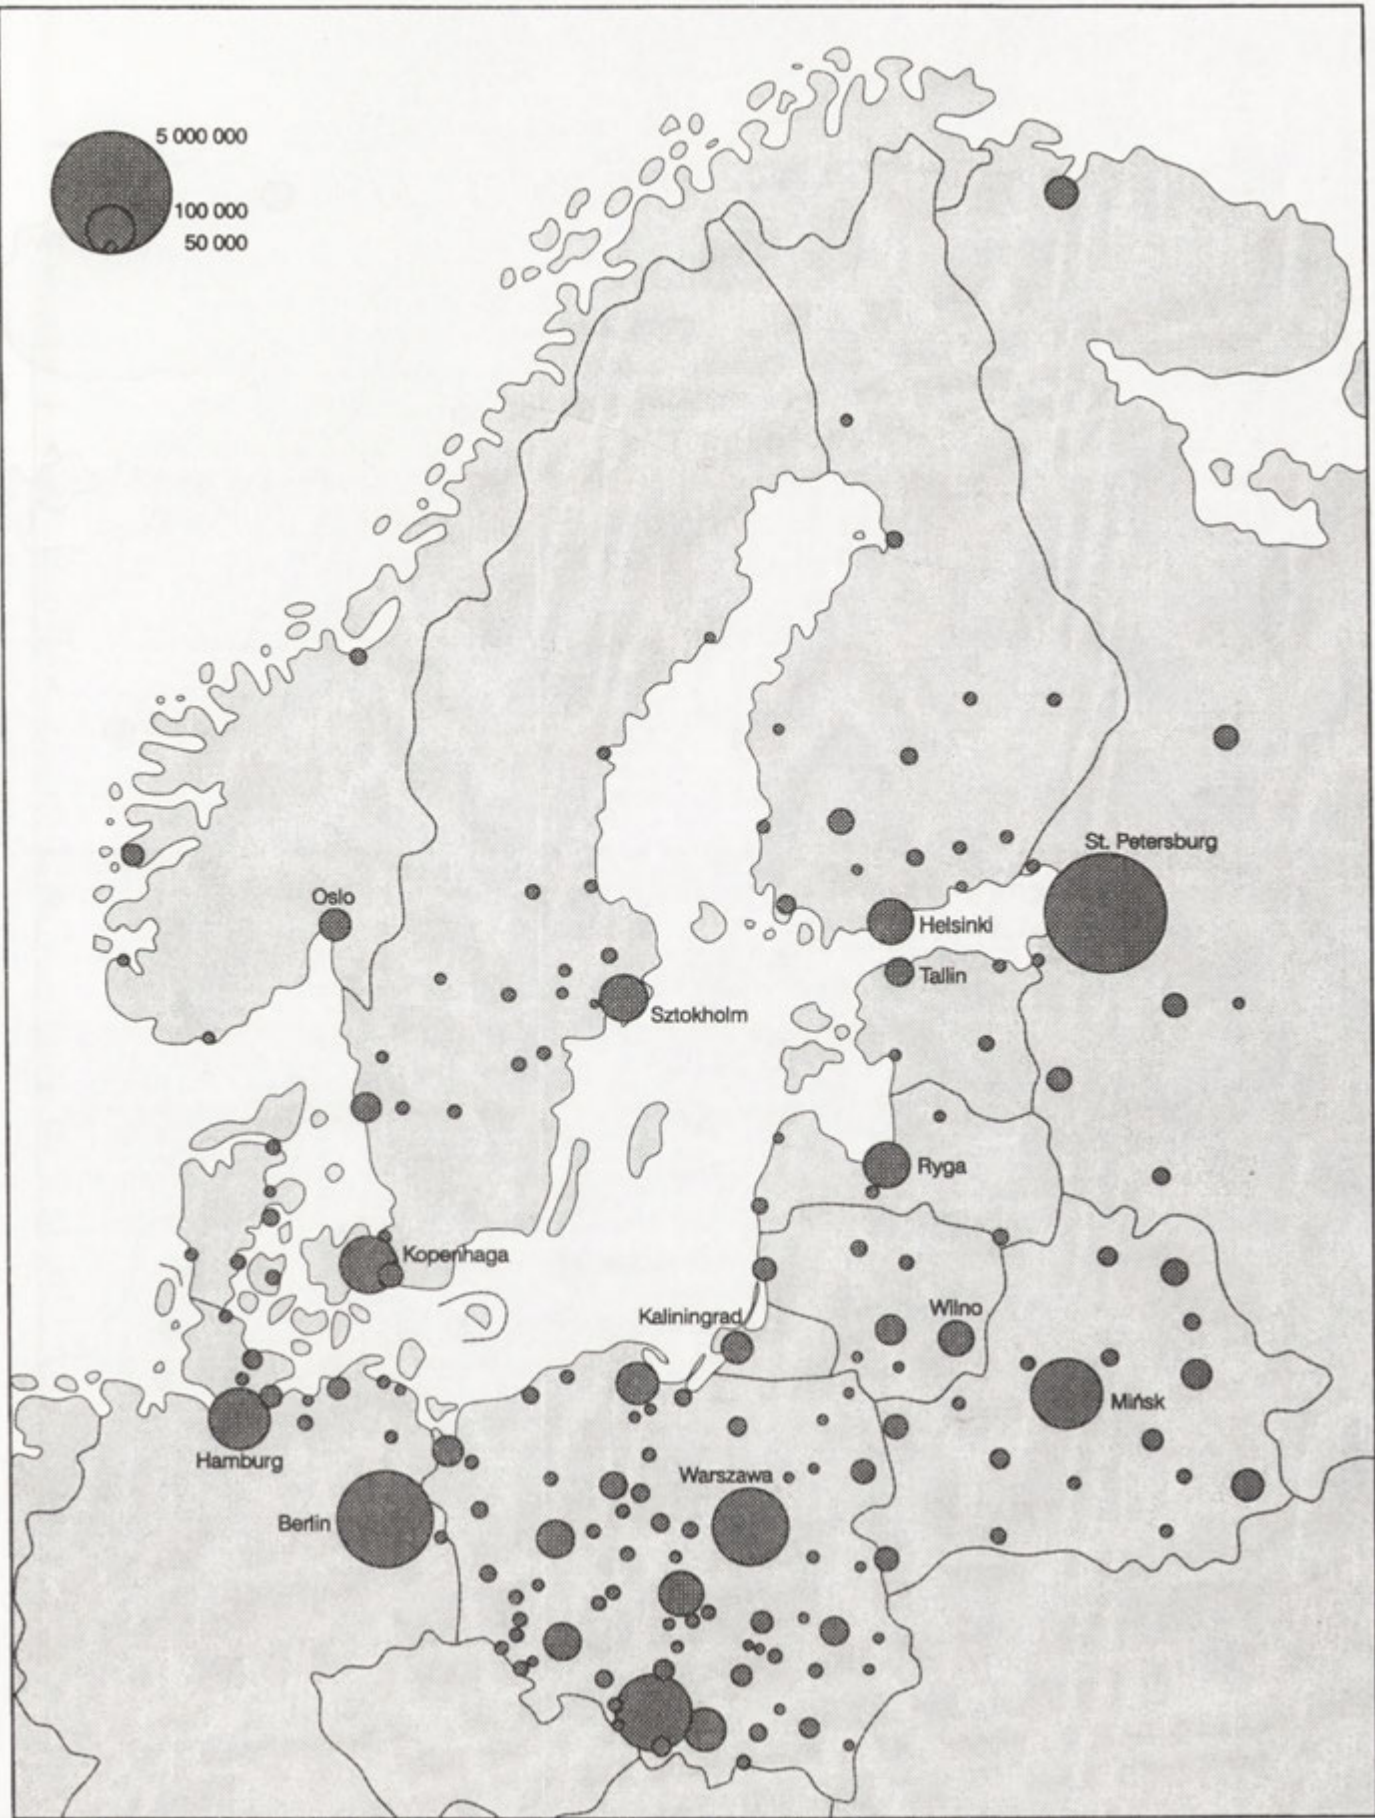 5 000 000
100 000
50 000
St. Petersburg
Oslo
Helsinki
Tallin
Sztokholm
Ryga
Kopenhaga
Kaliningrad
Wilno
Mińsk
Hamburg
Warszawa
Berlin